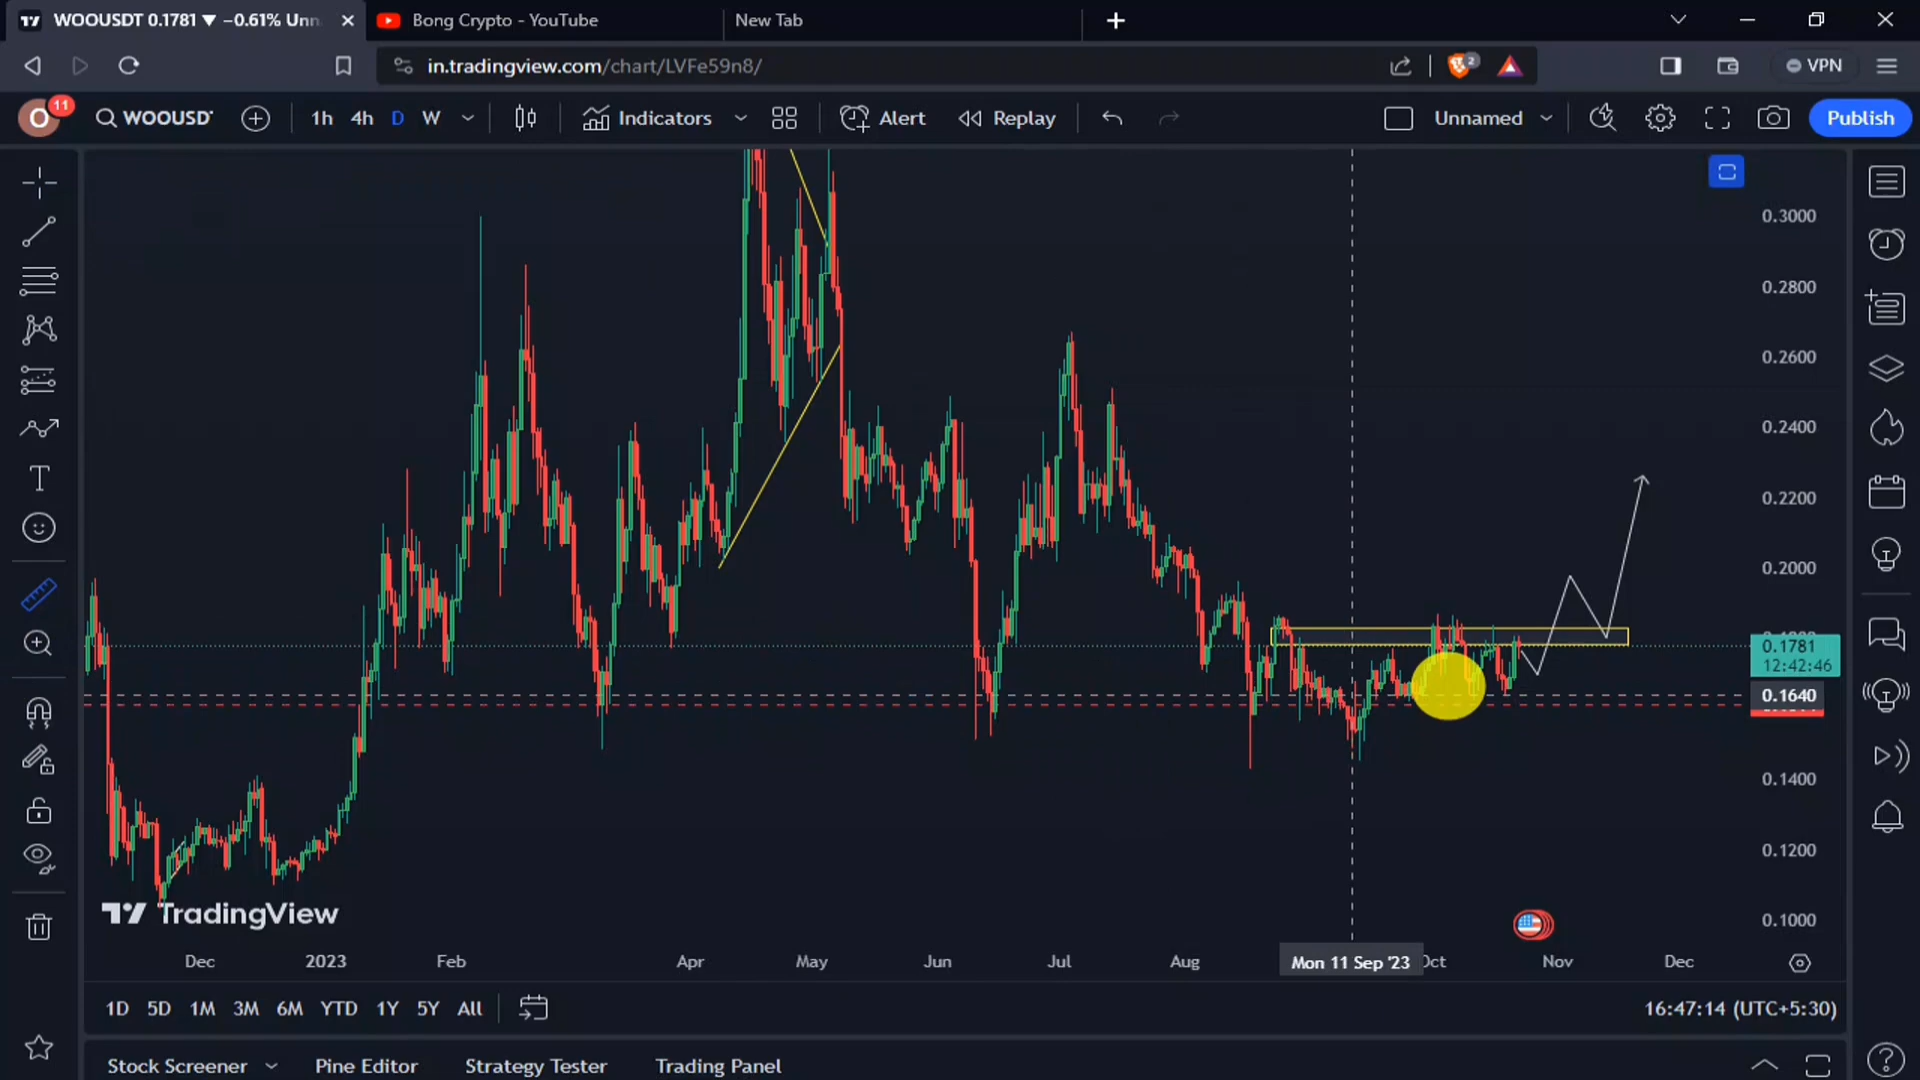 WOOUSDT 0.1781 ▼ −0.61% Unn
Bong Crypto - YouTube
New Tab
in.tradingview.com/chart/LVFe59n8/
2
VPN
O
11
WOOUSD
1h 4h D W
Indicators
Alert
Replay
Unnamed
Publish
0.3000
0.2800
0.2600
0.2400
0.2200
0.2000
0.1781
12:42:46
0.1640
0.1400
0.1200
0.1000
TradingView
Dec 2023 Feb Apr May Jun Jul Aug Mon 11 Sep '23 Oct Nov Dec
1D 5D 1M 3M 6M YTD 1Y 5Y All
16:47:14 (UTC+5:30)
Stock Screener Pine Editor Strategy Tester Trading Panel